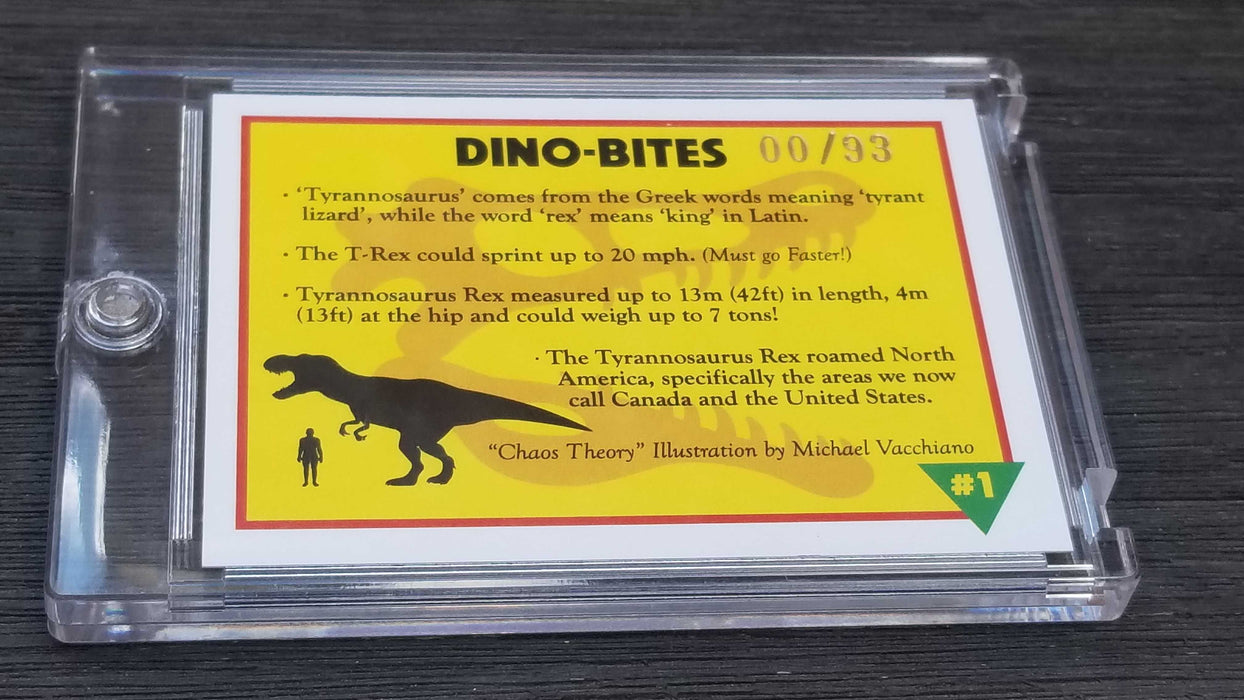 DINO-BITES 00/93
· ‘Tyrannosaurus’ comes from the Greek words meaning ‘tyrant
lizard’, while the word ‘rex’ means ‘king’ in Latin.
· The T-Rex could sprint up to 20 mph. (Must go Faster!)
· Tyrannosaurus Rex measured up to 13m (42ft) in length, 4m
(13ft) at the hip and could weigh up to 7 tons!
· The Tyrannosaurus Rex roamed North
America, specifically the areas we now
call Canada and the United States.
“Chaos Theory” Illustration by Michael Vacchiano
#1